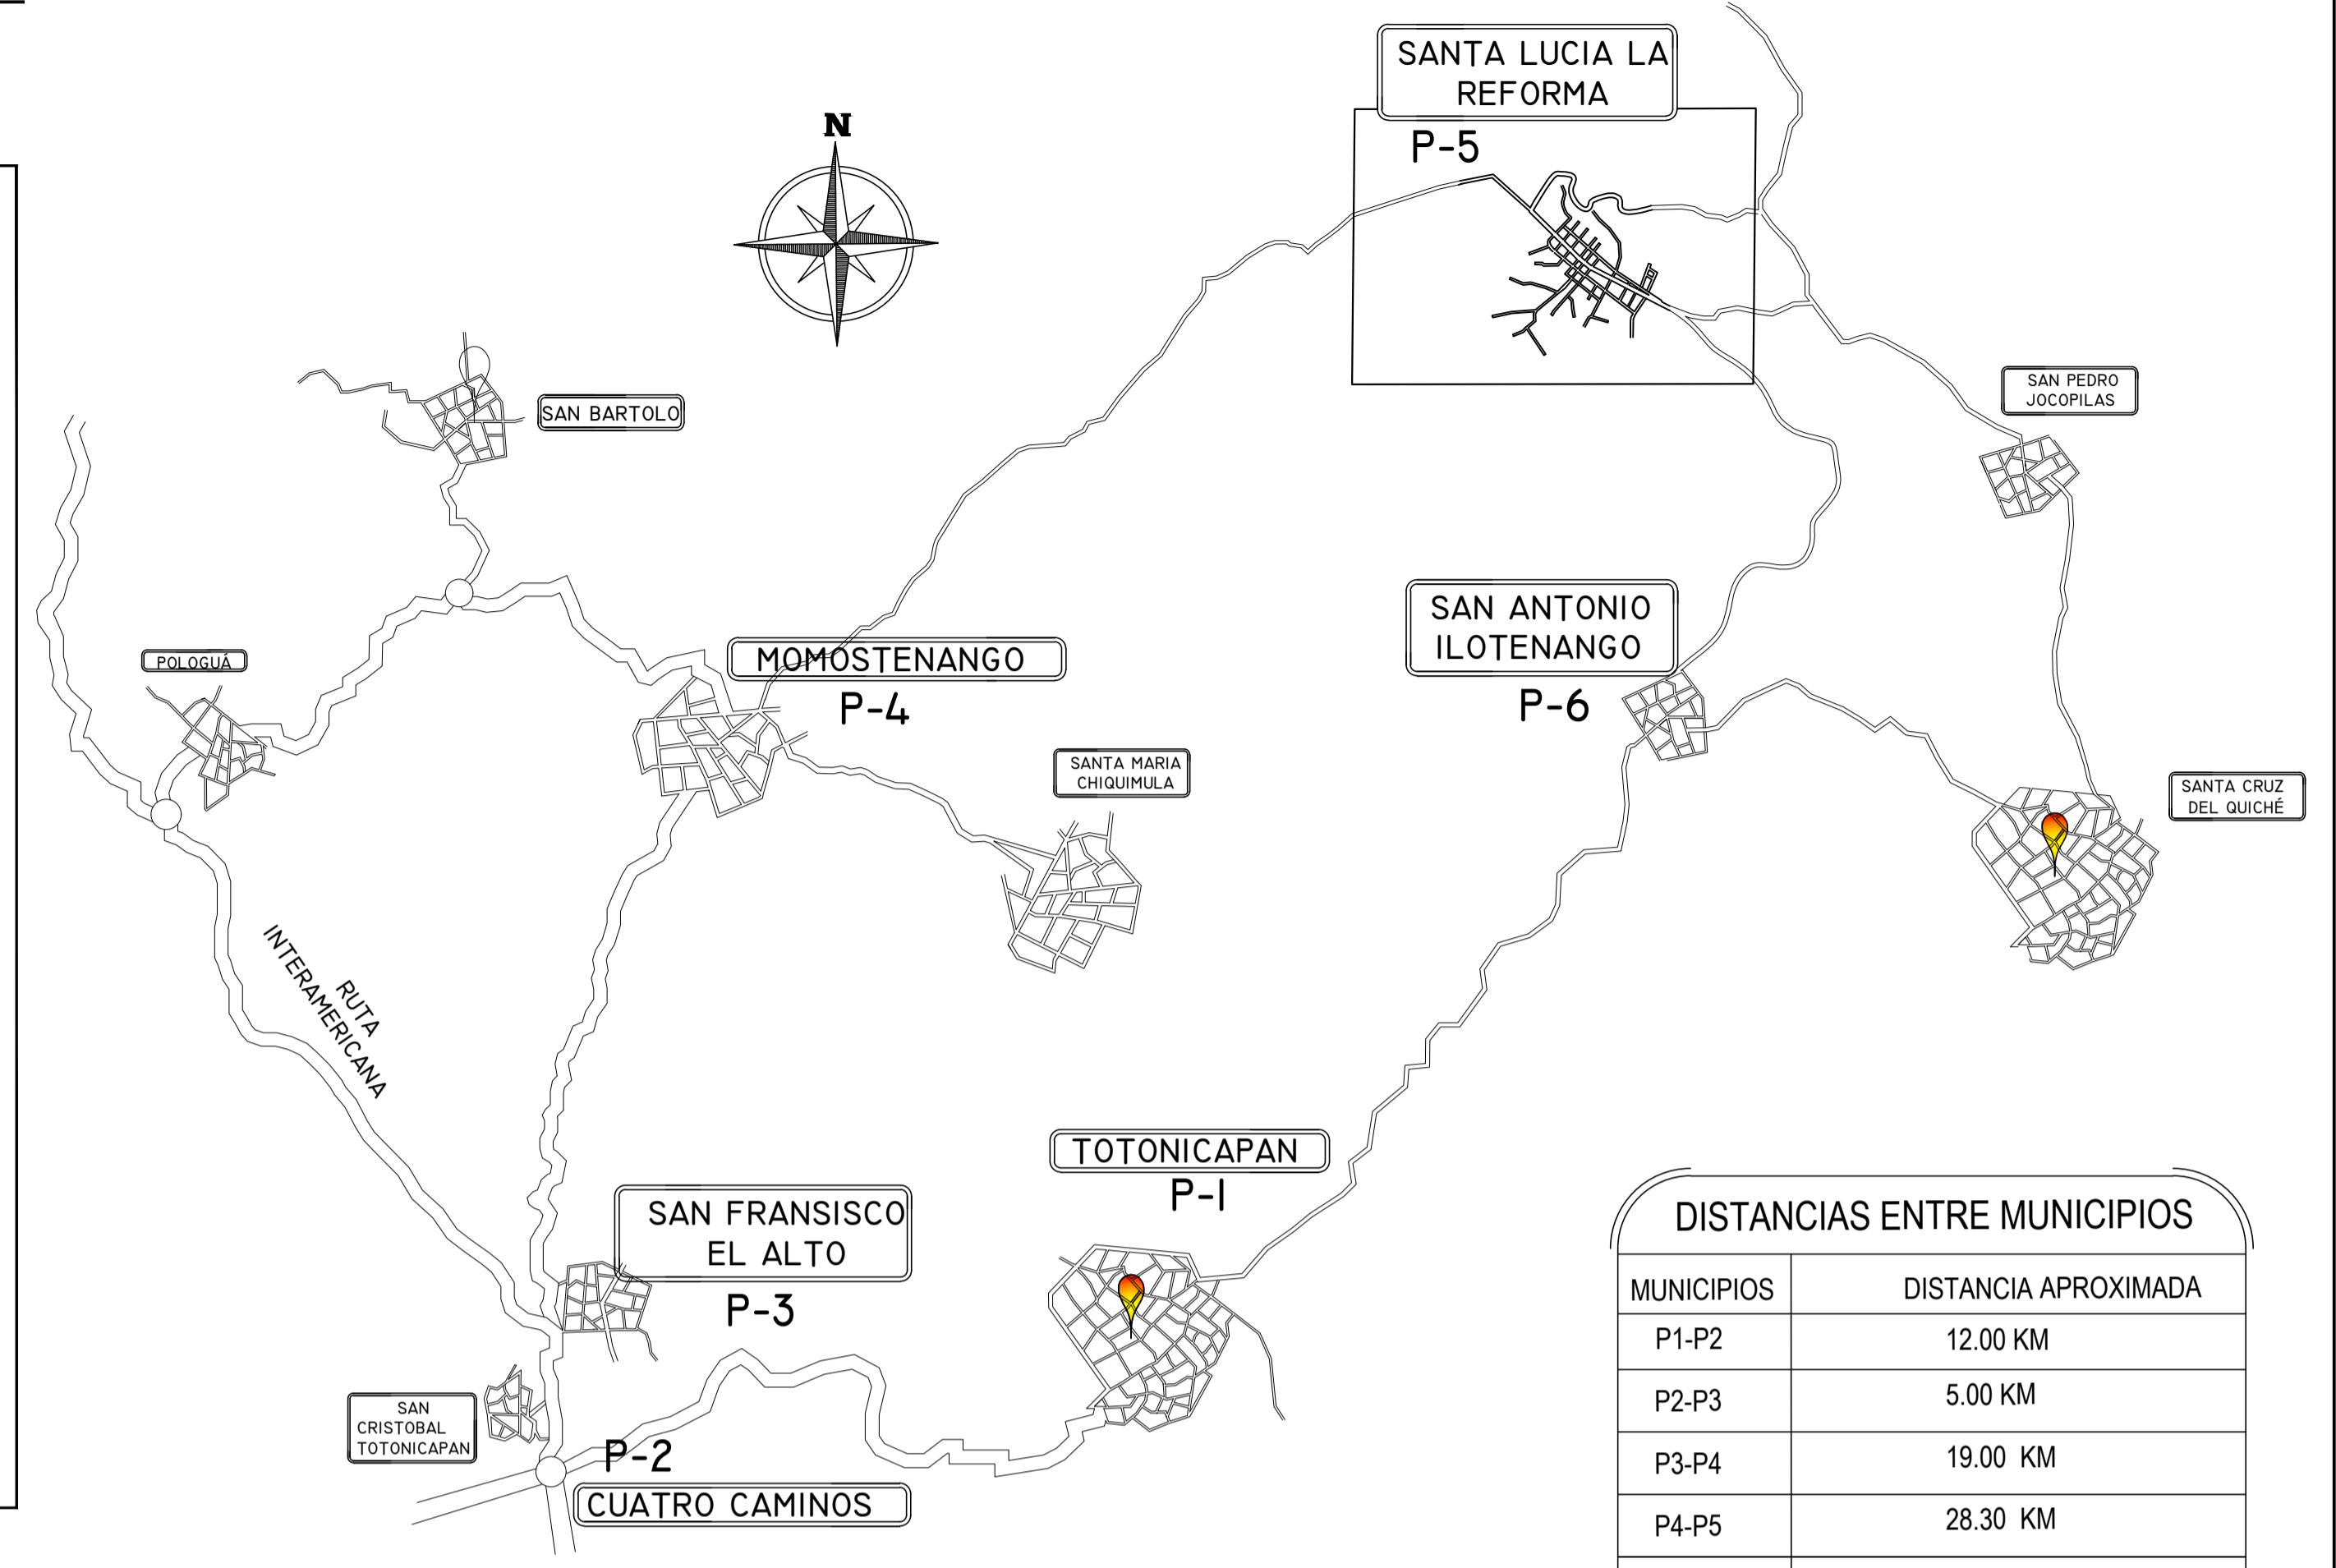 SANTA LUCIA LA
REFORMA
P-5
N
SAN PEDRO
JOCOPILAS
SAN BARTOLO
SAN ANTONIO
ILOTENANGO
P-6
POLOGUÁ
MOMOSTENANGO
P-4
SANTA MARIA
CHIQUIMULA
SANTA CRUZ
DEL QUICHÉ
RUTA
INTERAMERICANA
TOTONICAPAN
P-1
SAN FRANSISCO
EL ALTO
P-3
SAN
CRISTOBAL
TOTONICAPAN
P-2
CUATRO CAMINOS
DISTANCIAS ENTRE MUNICIPIOS
MUNICIPIOS DISTANCIA APROXIMADA
P1-P2 12.00 KM
P2-P3 5.00 KM
P3-P4 19.00 KM
P4-P5 28.30 KM